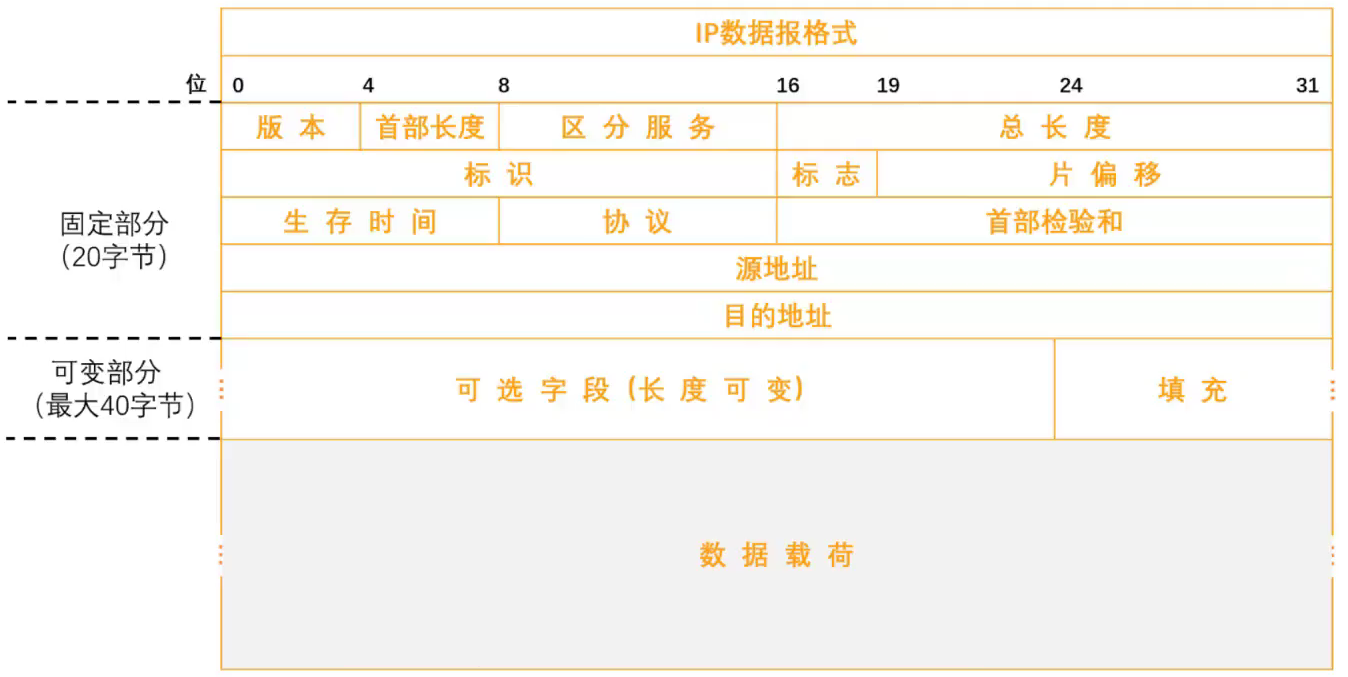 IP数据报格式
位 0 4 8 16 19 24 31
版本 首部长度 区分服务 总长度
标识 标志 片偏移
固定部分
（20字节）
生存时间 协议 首部检验和
源地址
目的地址
可变部分
（最大40字节）
可选字段（长度可变） 填充
数据载荷